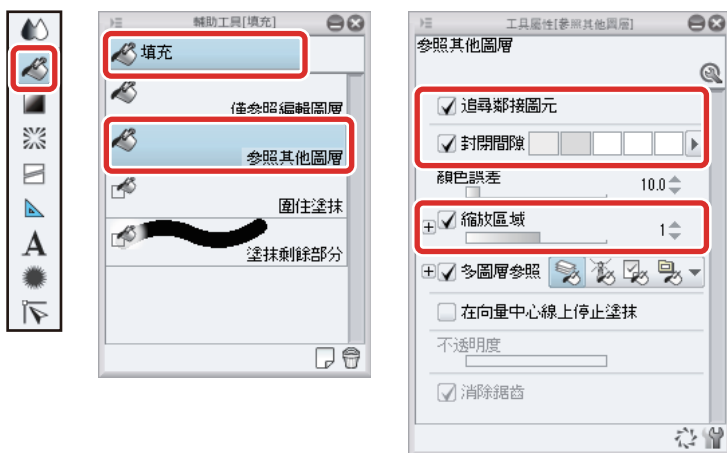 輔助工具[填充]
填充
僅參照編輯圖層
參照其他圖層
圍住塗抹
塗抹剩餘部分
A
工具屬性[參照其他圖層]
參照其他圖層
追尋鄰接圖元
封閉間隙
顏色誤差 10.0
縮放區域 1
多圖層參照
在向量中心線上停止塗抹
不透明度
消除鋸齒